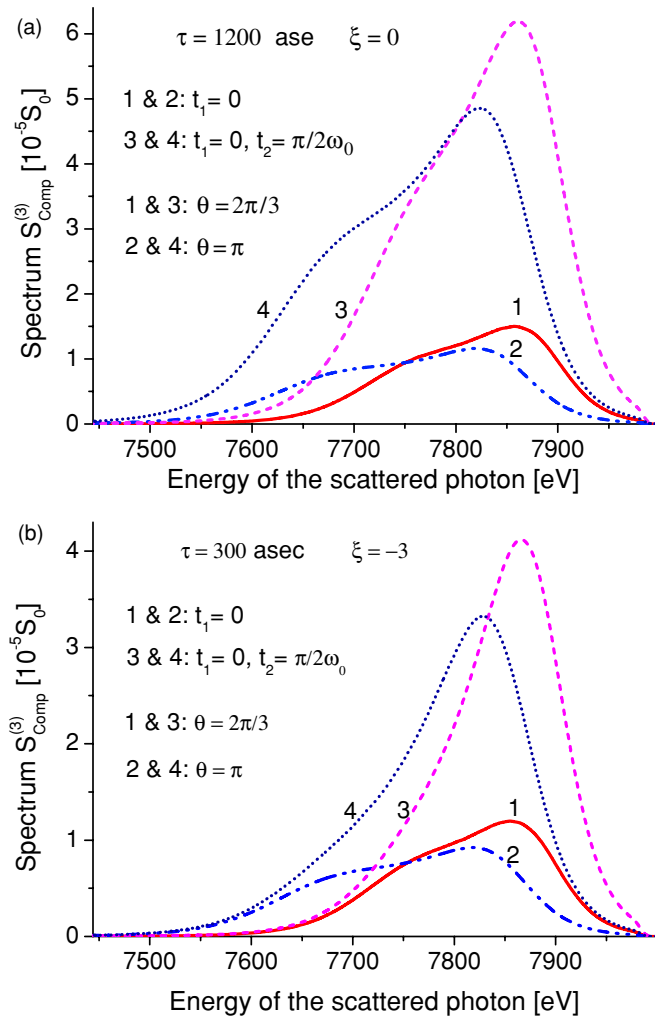 (a)
τ = 1200 ase ξ = 0
1 & 2: t₁= 0
3 & 4: t₁= 0, t₂= π/2ω₀
1 & 3: θ = 2π/3
2 & 4: θ = π
Spectrum S⁽³⁾Comp [10⁻⁵S₀]
6
5
4
3
2
1
0
4
3
1
2
7500 7600 7700 7800 7900
Energy of the scattered photon [eV]
(b)
τ = 300 asec ξ = −3
1 & 2: t₁= 0
3 & 4: t₁= 0, t₂= π/2ω₀
1 & 3: θ = 2π/3
2 & 4: θ = π
Spectrum S⁽³⁾Comp [10⁻⁵S₀]
4
3
2
1
0
4
3
1
2
7500 7600 7700 7800 7900
Energy of the scattered photon [eV]